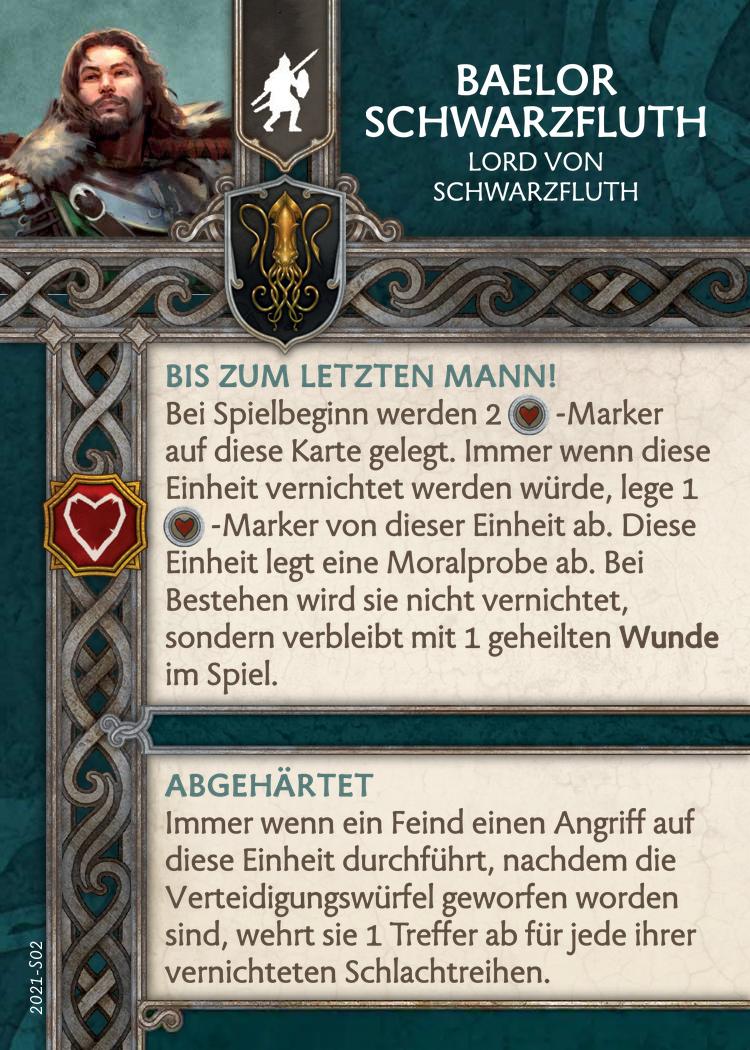 BAELOR
SCHWARZFLUTH
LORD VON
SCHWARZFLUTH
BIS ZUM LETZTEN MANN!
Bei Spielbeginn werden 2 -Marker
auf diese Karte gelegt. Immer wenn diese
Einheit vernichtet werden würde, lege 1
-Marker von dieser Einheit ab. Diese
Einheit legt eine Moralprobe ab. Bei
Bestehen wird sie nicht vernichtet,
sondern verbleibt mit 1 geheilten Wunde
im Spiel.
ABGEHÄRTET
Immer wenn ein Feind einen Angriff auf
diese Einheit durchführt, nachdem die
Verteidigungswürfel geworfen worden
sind, wehrt sie 1 Treffer ab für jede ihrer
vernichteten Schlachtreihen.
2021-S02